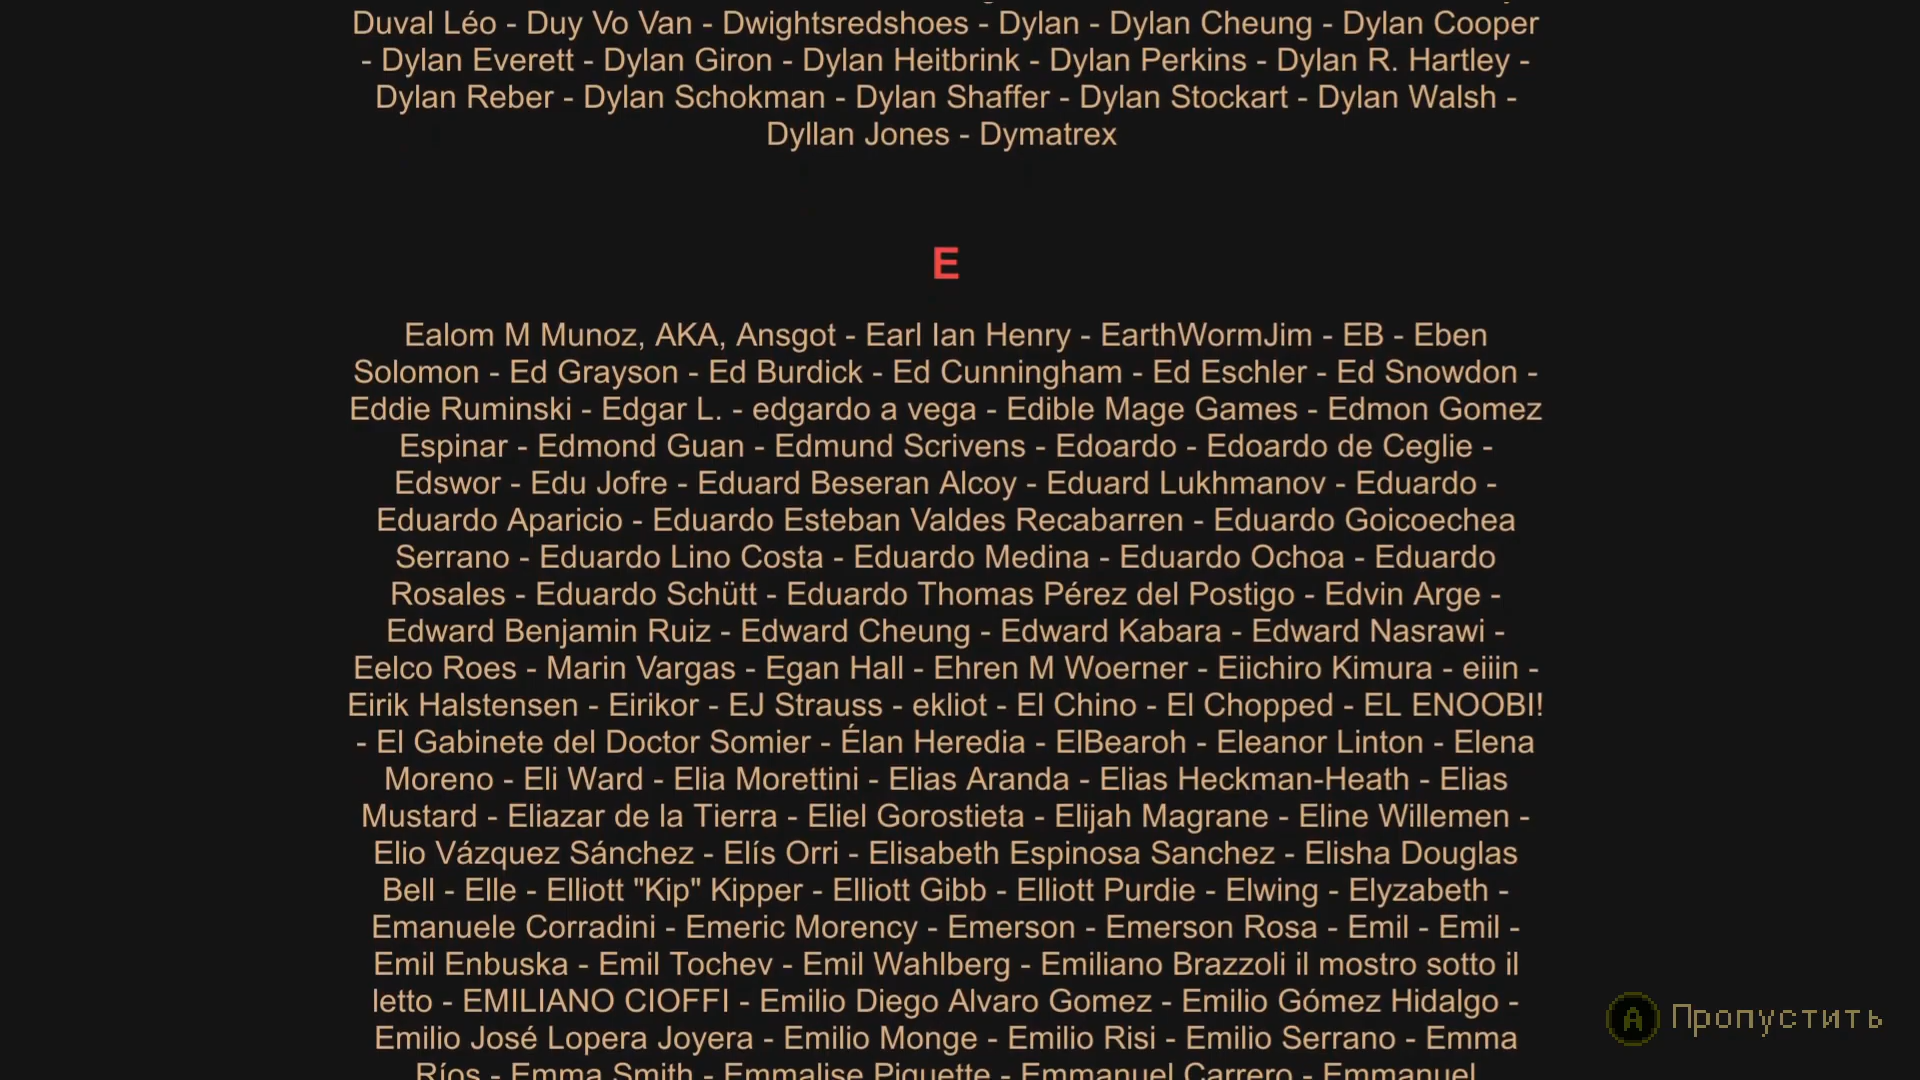 Duval Léo - Duy Vo Van - Dwightsredshoes - Dylan - Dylan Cheung - Dylan Cooper
- Dylan Everett - Dylan Giron - Dylan Heitbrink - Dylan Perkins - Dylan R. Hartley -
Dylan Reber - Dylan Schokman - Dylan Shaffer - Dylan Stockart - Dylan Walsh -
Dyllan Jones - Dymatrex
E
Ealom M Munoz, AKA, Ansgot - Earl Ian Henry - EarthWormJim - EB - Eben
Solomon - Ed Grayson - Ed Burdick - Ed Cunningham - Ed Eschler - Ed Snowdon -
Eddie Ruminski - Edgar L. - edgardo a vega - Edible Mage Games - Edmon Gomez
Espinar - Edmond Guan - Edmund Scrivens - Edoardo - Edoardo de Ceglie -
Edswor - Edu Jofre - Eduard Beseran Alcoy - Eduard Lukhmanov - Eduardo -
Eduardo Aparicio - Eduardo Esteban Valdes Recabarren - Eduardo Goicoechea
Serrano - Eduardo Lino Costa - Eduardo Medina - Eduardo Ochoa - Eduardo
Rosales - Eduardo Schütt - Eduardo Thomas Pérez del Postigo - Edvin Arge -
Edward Benjamin Ruiz - Edward Cheung - Edward Kabara - Edward Nasrawi -
Eelco Roes - Marin Vargas - Egan Hall - Ehren M Woerner - Eiichiro Kimura - eiiin -
Eirik Halstensen - Eirikor - EJ Strauss - ekliot - El Chino - El Chopped - EL ENOOBI!
- El Gabinete del Doctor Somier - Élan Heredia - ElBearoh - Eleanor Linton - Elena
Moreno - Eli Ward - Elia Morettini - Elias Aranda - Elias Heckman-Heath - Elias
Mustard - Eliazar de la Tierra - Eliel Gorostieta - Elijah Magrane - Eline Willemen -
Elio Vázquez Sánchez - Elís Orri - Elisabeth Espinosa Sanchez - Elisha Douglas
Bell - Elle - Elliott "Kip" Kipper - Elliott Gibb - Elliott Purdie - Elwing - Elyzabeth -
Emanuele Corradini - Emeric Morency - Emerson - Emerson Rosa - Emil - Emil -
Emil Enbuska - Emil Tochev - Emil Wahlberg - Emiliano Brazzoli il mostro sotto il
letto - EMILIANO CIOFFI - Emilio Diego Alvaro Gomez - Emilio Gómez Hidalgo -
Emilio José Lopera Joyera - Emilio Monge - Emilio Risi - Emilio Serrano - Emma
Ríos - Emma Smith - Emmalise Piquette - Emmanuel Carrero - Emmanuel
A Пропустить